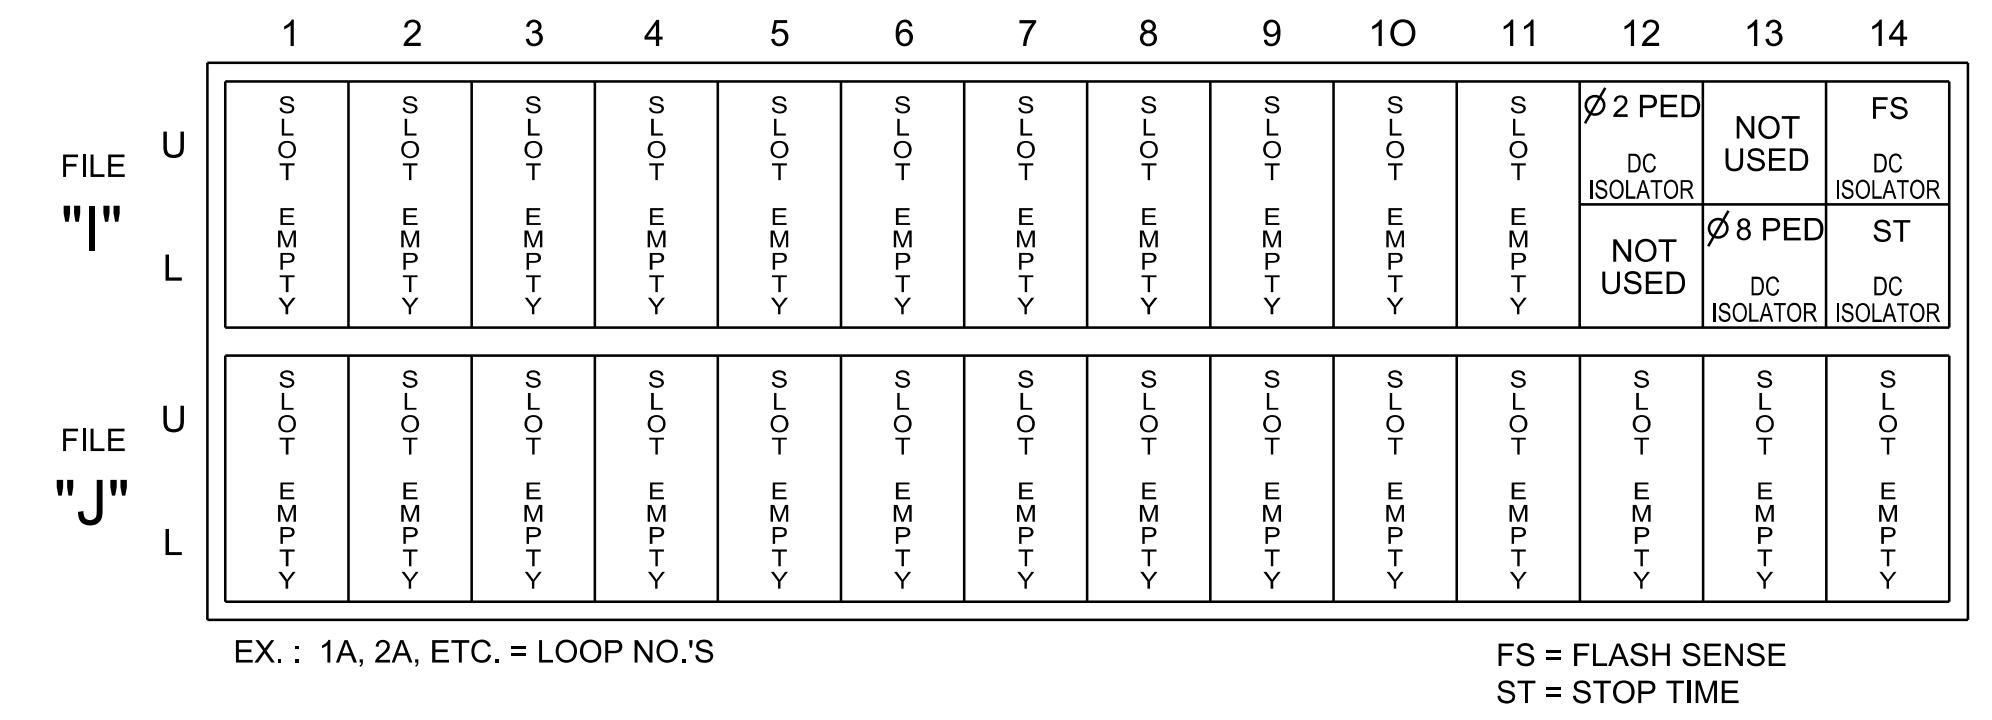 1 2 3 4 5 6 7 8 9 10 11 12 13 14
FILE "I"
U
L
SLOT EMPTY
SLOT EMPTY
SLOT EMPTY
SLOT EMPTY
SLOT EMPTY
SLOT EMPTY
SLOT EMPTY
SLOT EMPTY
SLOT EMPTY
SLOT EMPTY
SLOT EMPTY
Ø 2 PED
DC
ISOLATOR
NOT
USED
NOT
USED
Ø 8 PED
DC
ISOLATOR
FS
DC
ISOLATOR
ST
DC
ISOLATOR
FILE "J"
U
L
SLOT EMPTY
SLOT EMPTY
SLOT EMPTY
SLOT EMPTY
SLOT EMPTY
SLOT EMPTY
SLOT EMPTY
SLOT EMPTY
SLOT EMPTY
SLOT EMPTY
SLOT EMPTY
SLOT EMPTY
SLOT EMPTY
SLOT EMPTY
EX. : 1A, 2A, ETC. = LOOP NO.'S
FS = FLASH SENSE
ST = STOP TIME